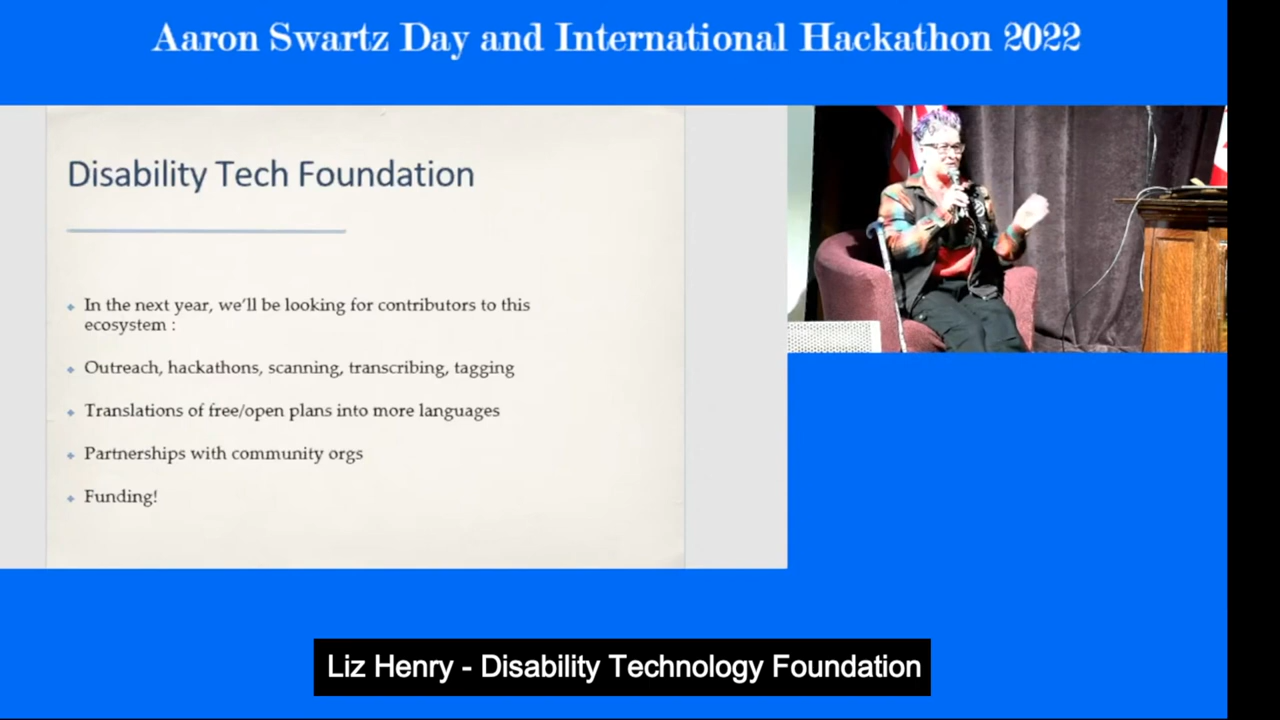 Aaron Swartz Day and International Hackathon 2022
Disability Tech Foundation
In the next year, we'll be looking for contributors to this
ecosystem :
Outreach, hackathons, scanning, transcribing, tagging
Translations of free/open plans into more languages
Partnerships with community orgs
Funding!
Liz Henry - Disability Technology Foundation